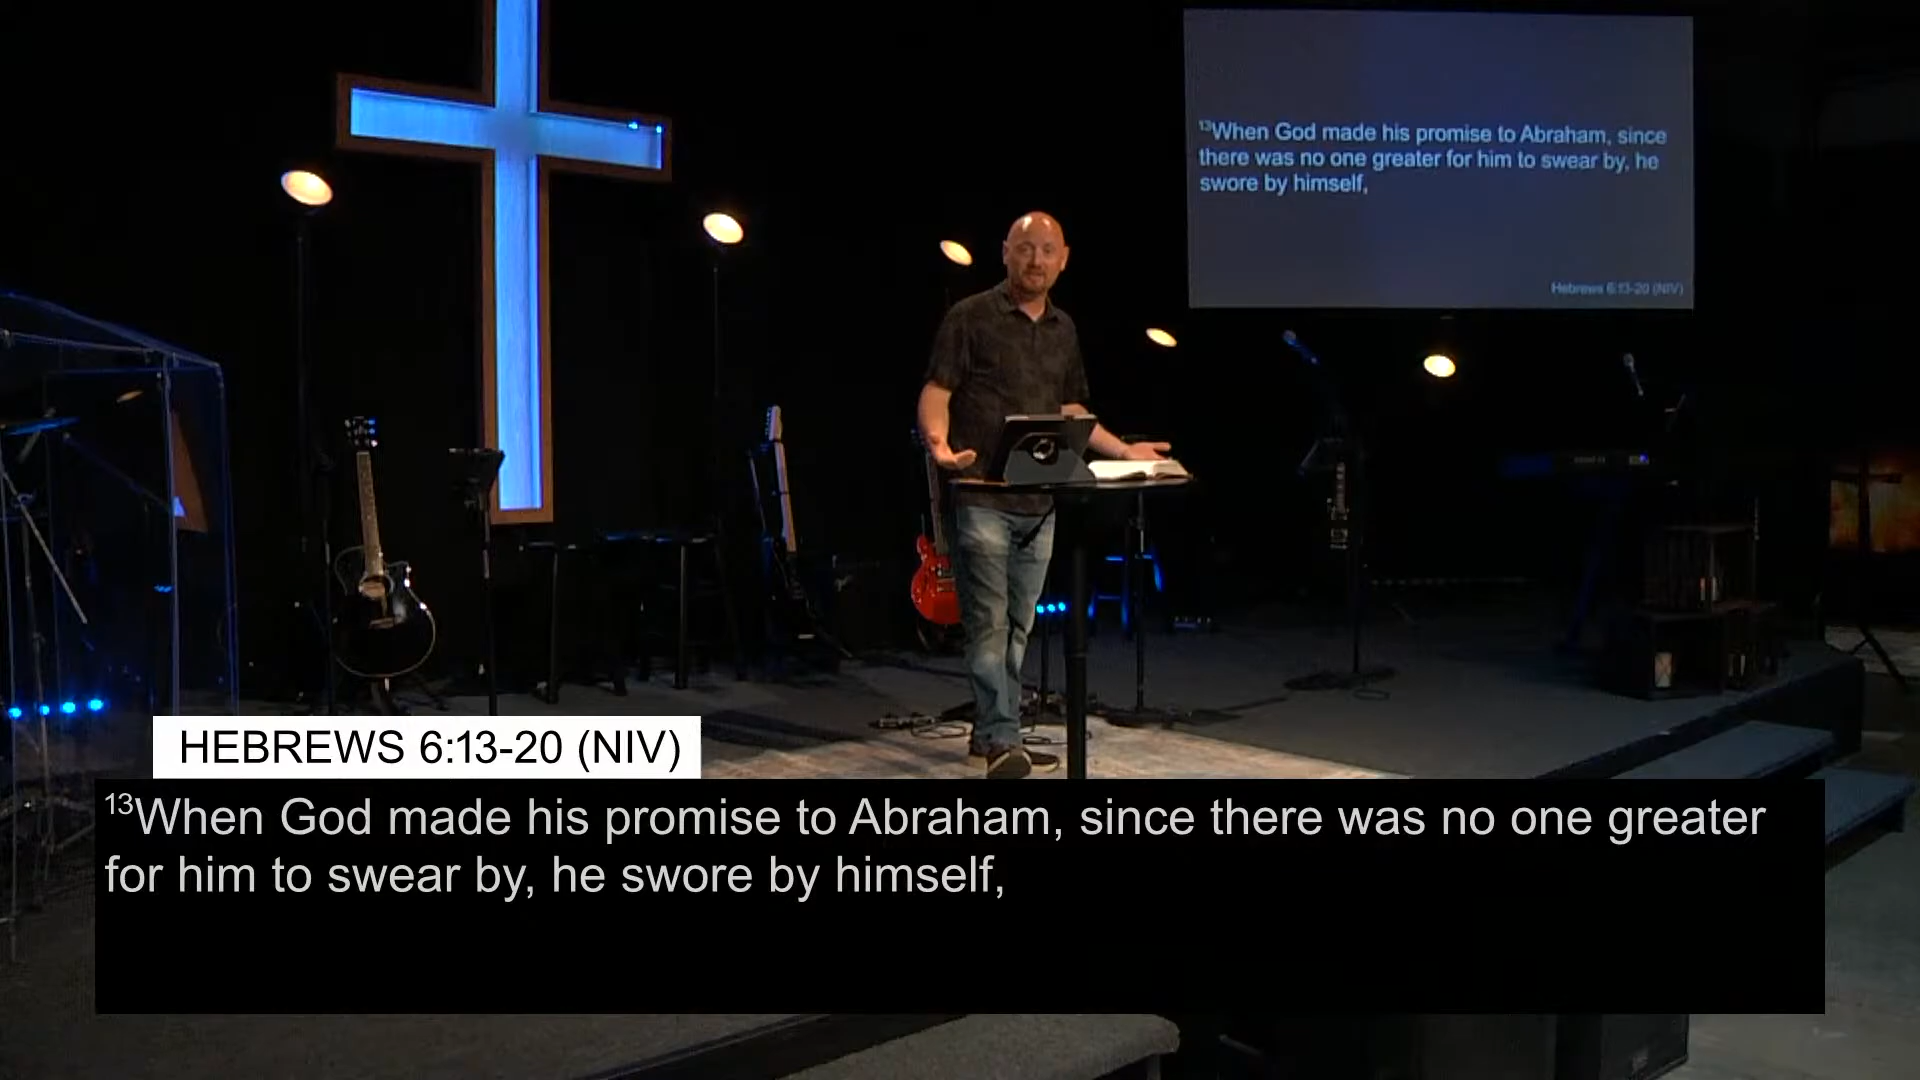 ¹³When God made his promise to Abraham, since
there was no one greater for him to swear by, he
swore by himself,
Hebrews 6:13-20 (NIV)
HEBREWS 6:13-20 (NIV)
¹³When God made his promise to Abraham, since there was no one greater
for him to swear by, he swore by himself,